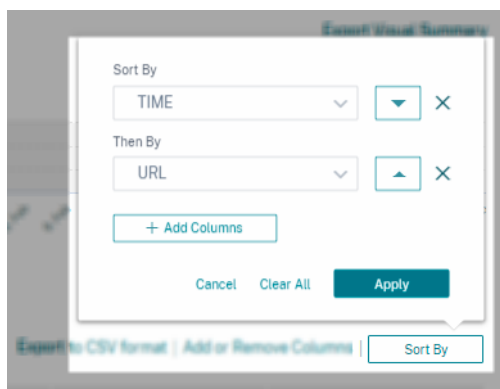 Export Visual Summary
Sort By
TIME
Then By
URL
+ Add Columns
Cancel Clear All Apply
Export to CSV format | Add or Remove Columns | Sort By